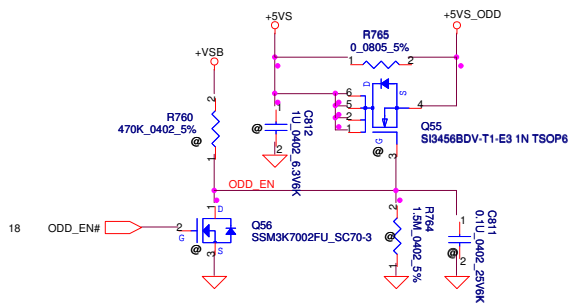 +5VS
+5VS_ODD
R765
0_0805_5%
1
2
+VSB
D
S
6
5
2
1
4
Q55
SI3456BDV-T1-E3 1N TSOP6
G
@
3
R760
470K_0402_5%
@
2
1
C812
1U_0402_6.3V6K
@
1
2
ODD_EN
18
ODD_EN#
2
G
1
D
S
3
@
Q56
SSM3K7002FU_SC70-3
R764
1.5M_0402_5%
@
2
1
C811
0.1U_0402_25V6K
@
1
2